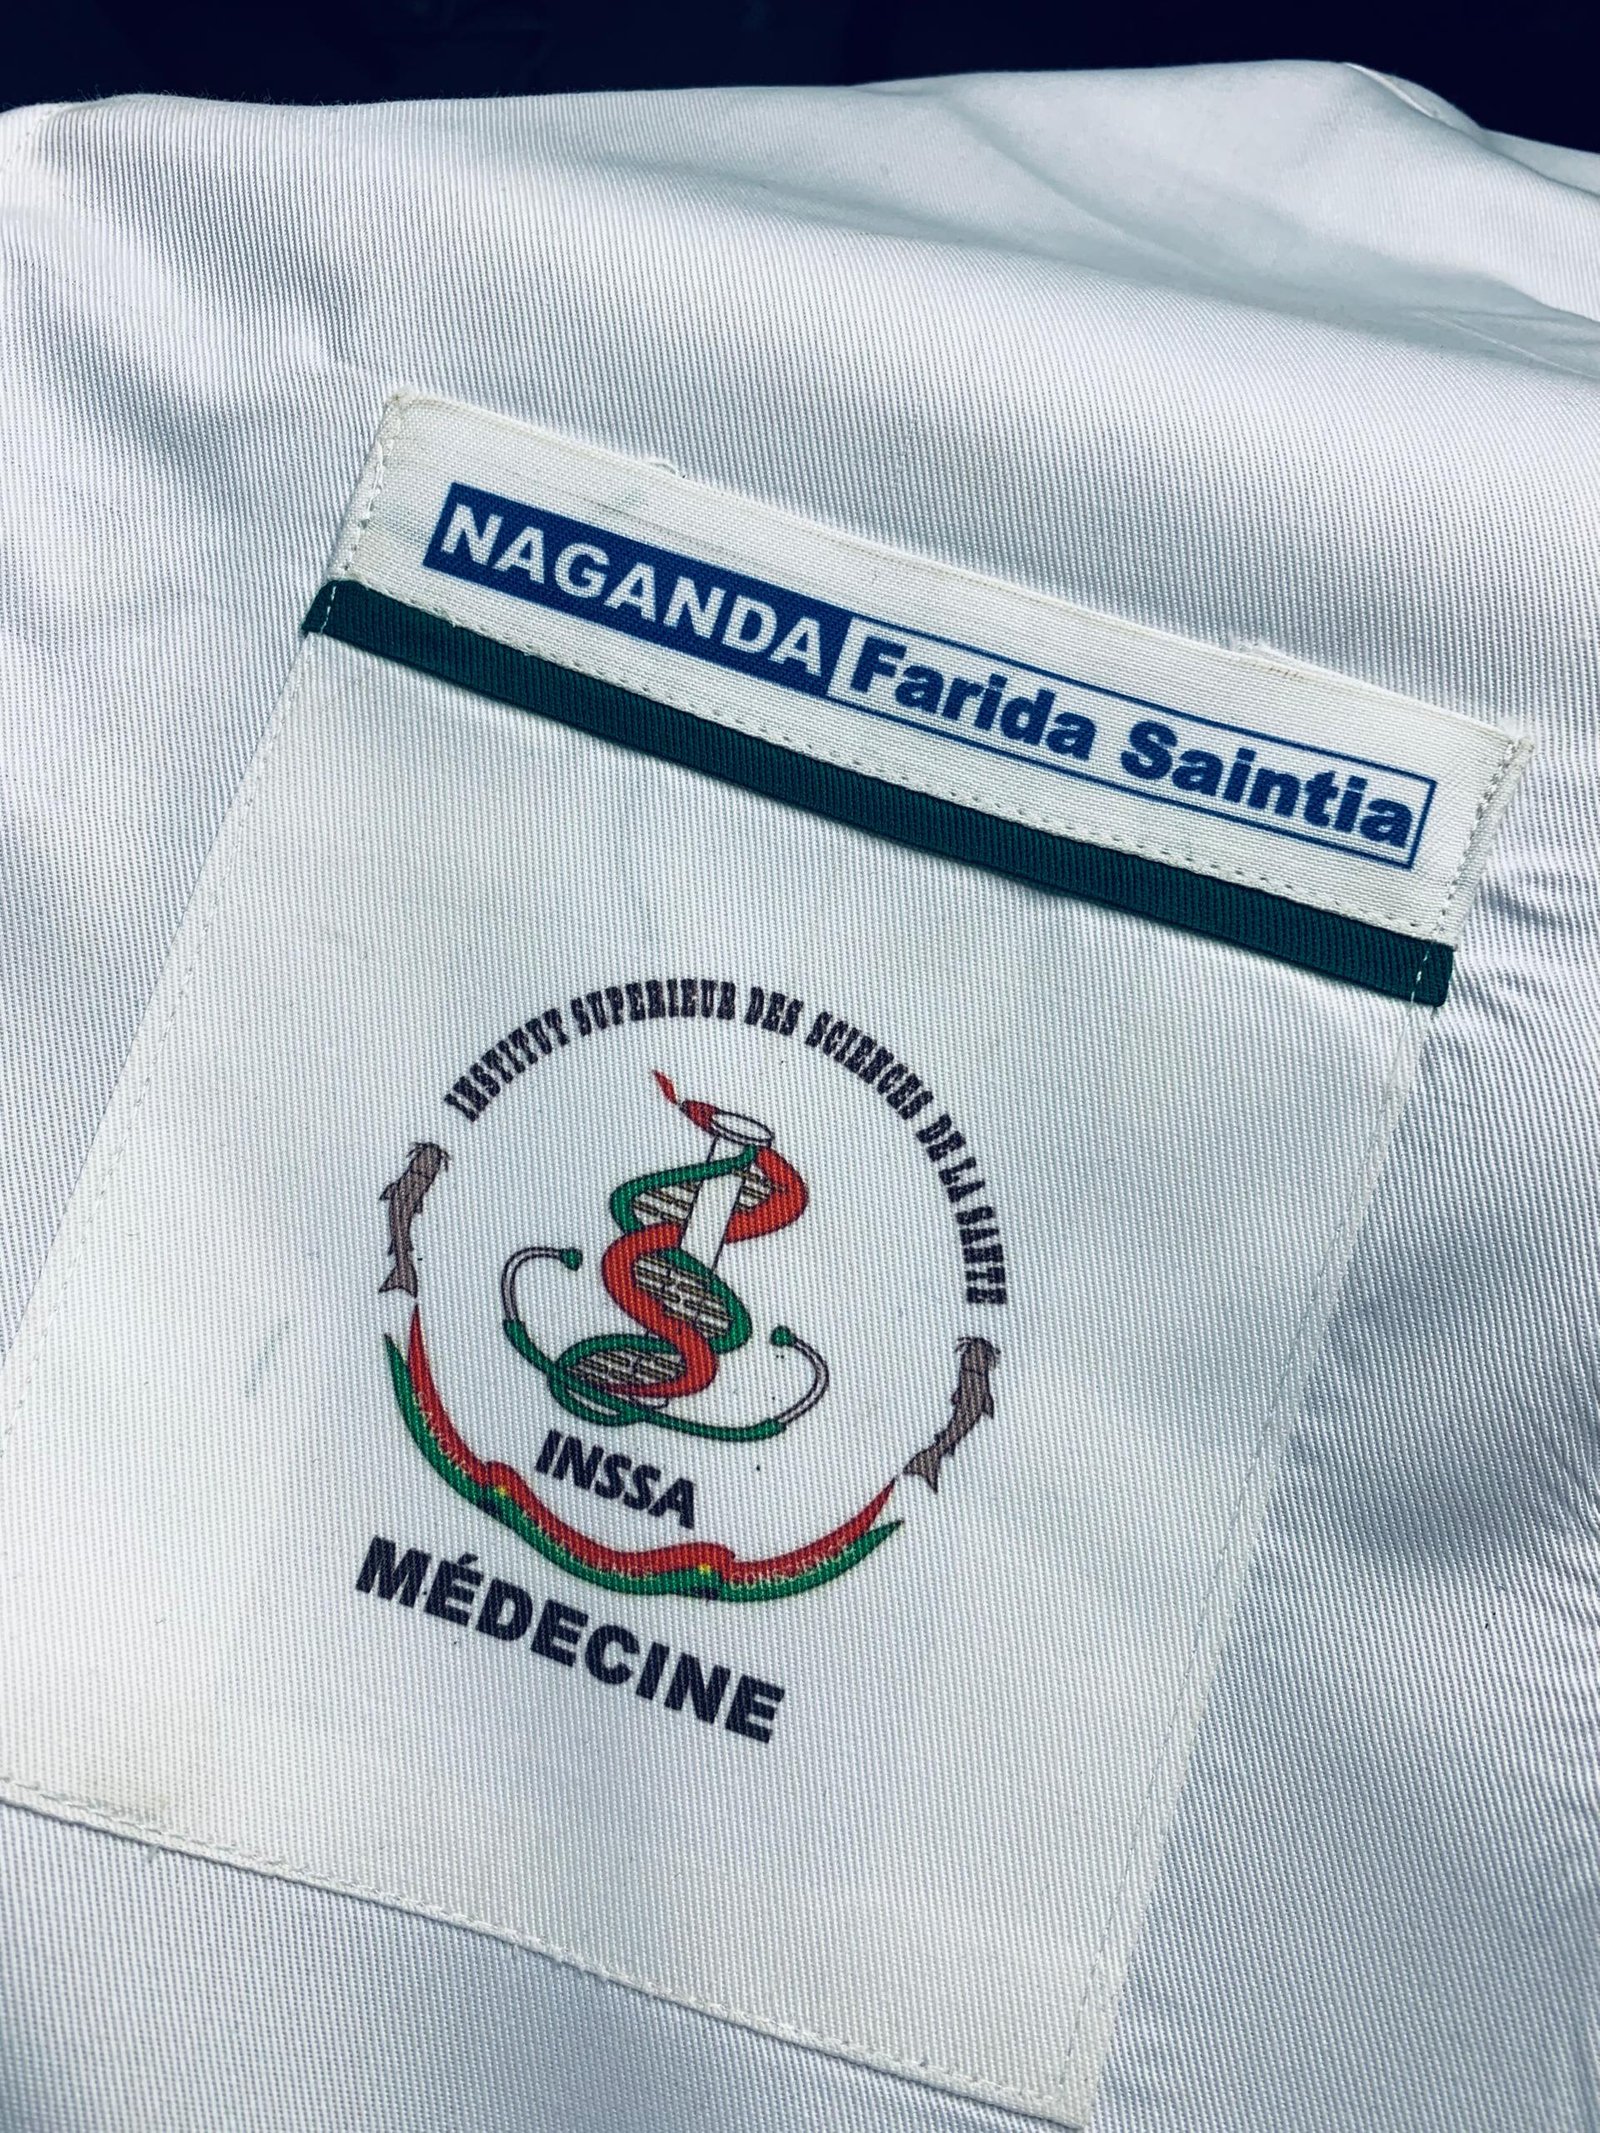 NAGANDA Farida Saintia
INSTITUT SUPERIEUR DES SCIENCES DE LA SANTE
INSSA
MÉDECINE